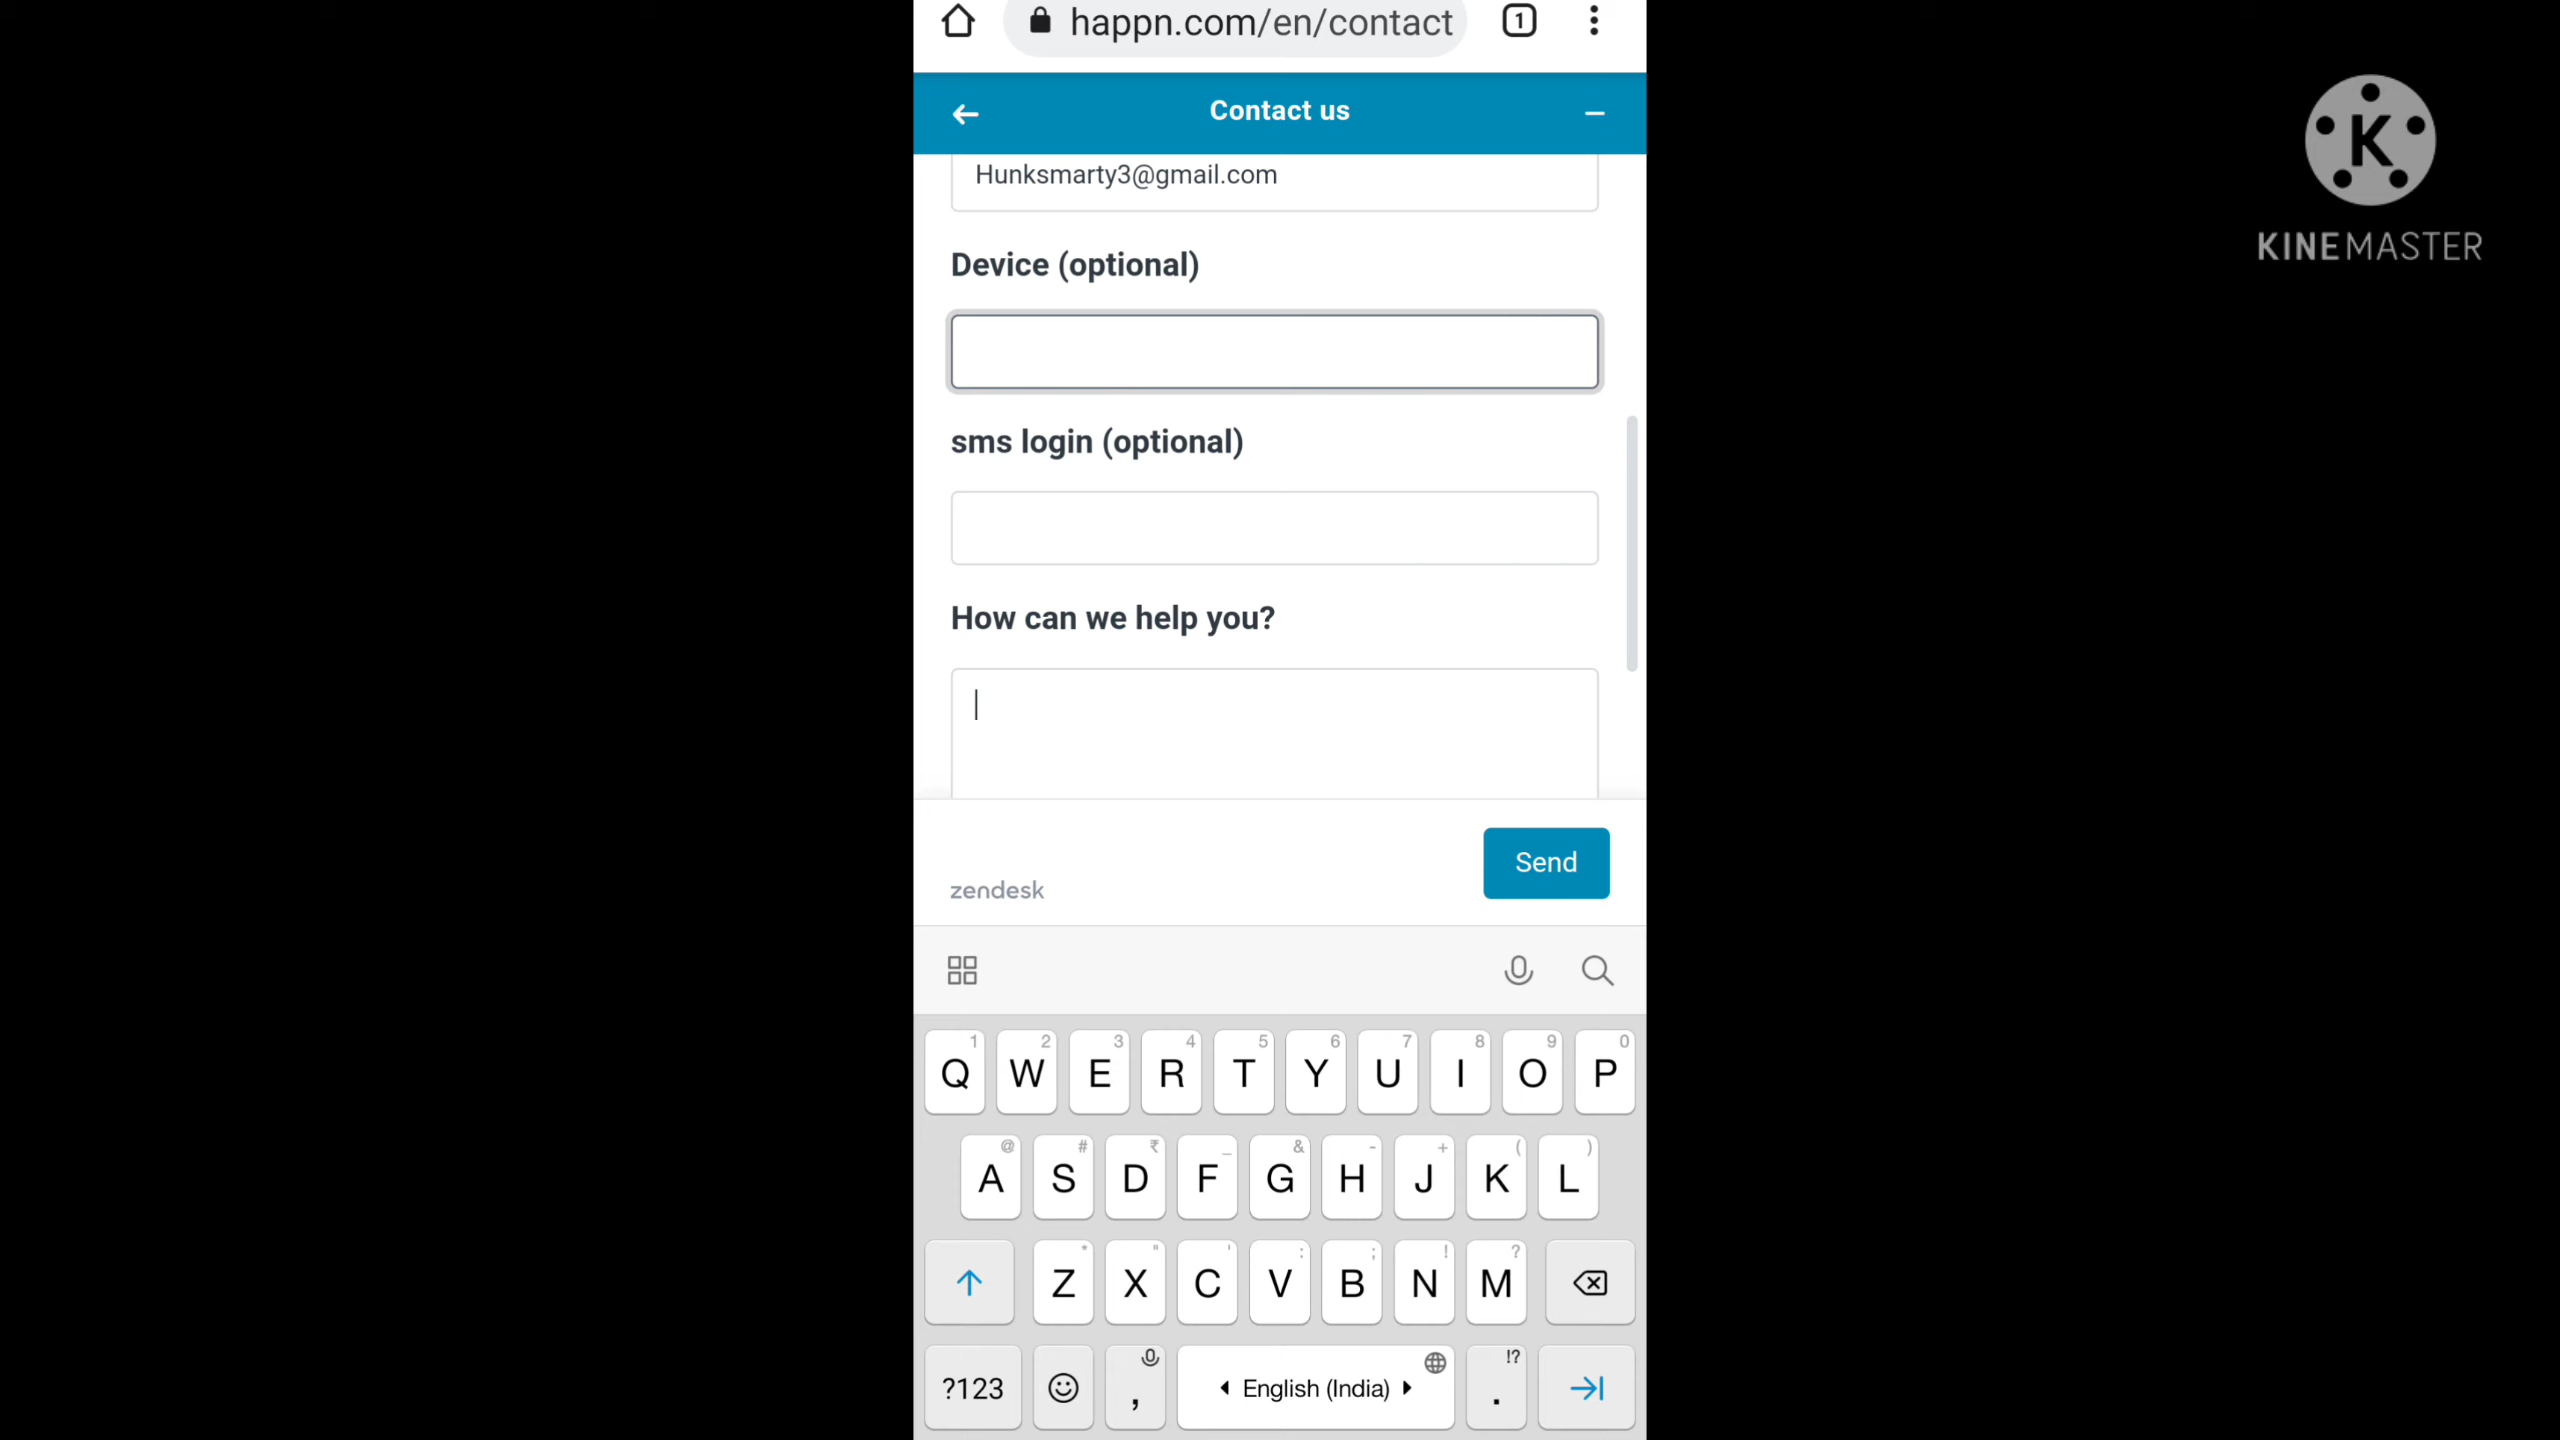 happn.com/en/contact
1
Contact us
Hunksmarty3@gmail.com
Device (optional)
sms login (optional)
How can we help you?
Send
zendesk
1 2 3 4 5 6 7 8 9 0
Q W E R T Y U I O P
@ # ₹ _ & - + ( )
A S D F G H J K L
* " ' : ; ! ?
Z X C V B N M
!?
?123 , English (India) .
K
KINEMASTER